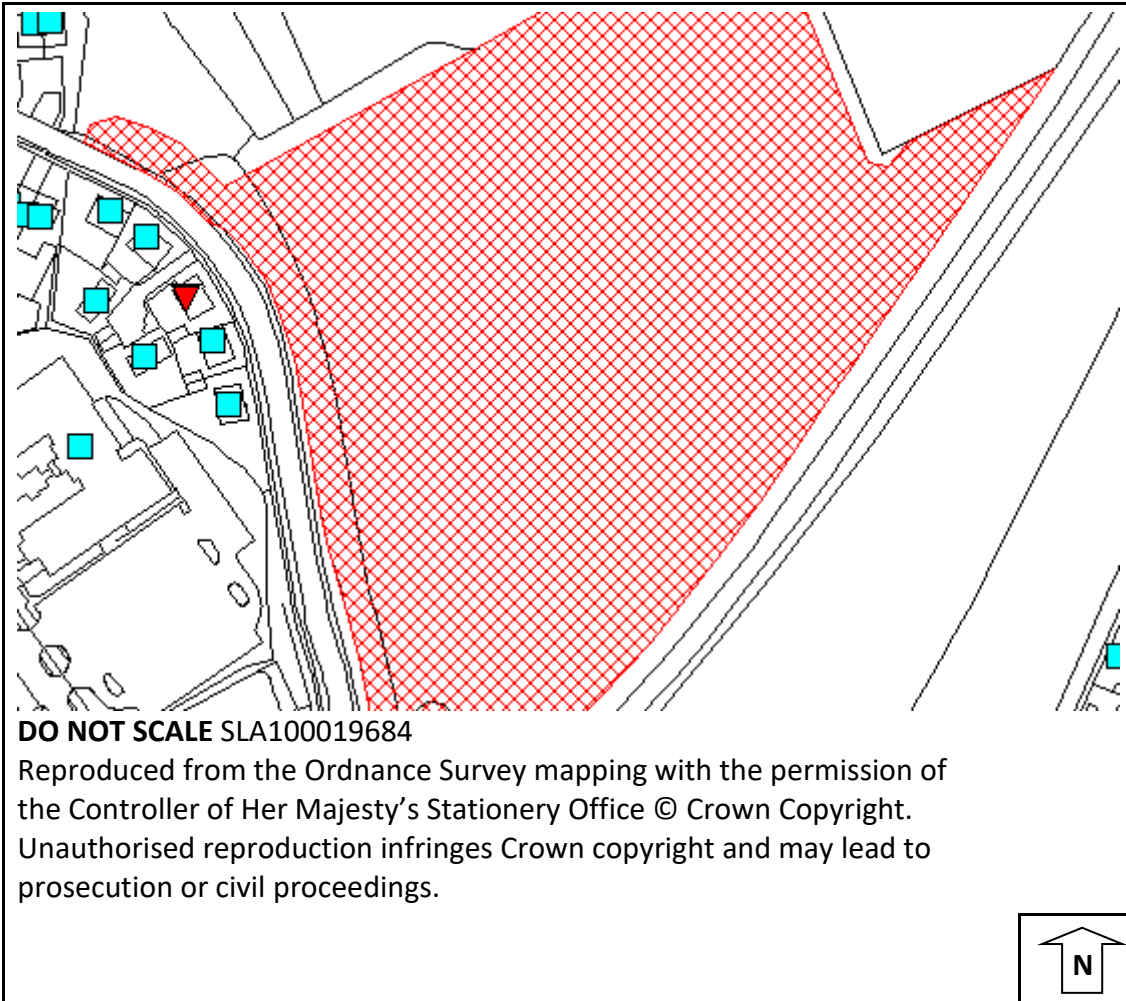 DO NOT SCALE SLA100019684
Reproduced from the Ordnance Survey mapping with the permission of
the Controller of Her Majesty’s Stationery Office © Crown Copyright.
Unauthorised reproduction infringes Crown copyright and may lead to
prosecution or civil proceedings.
N